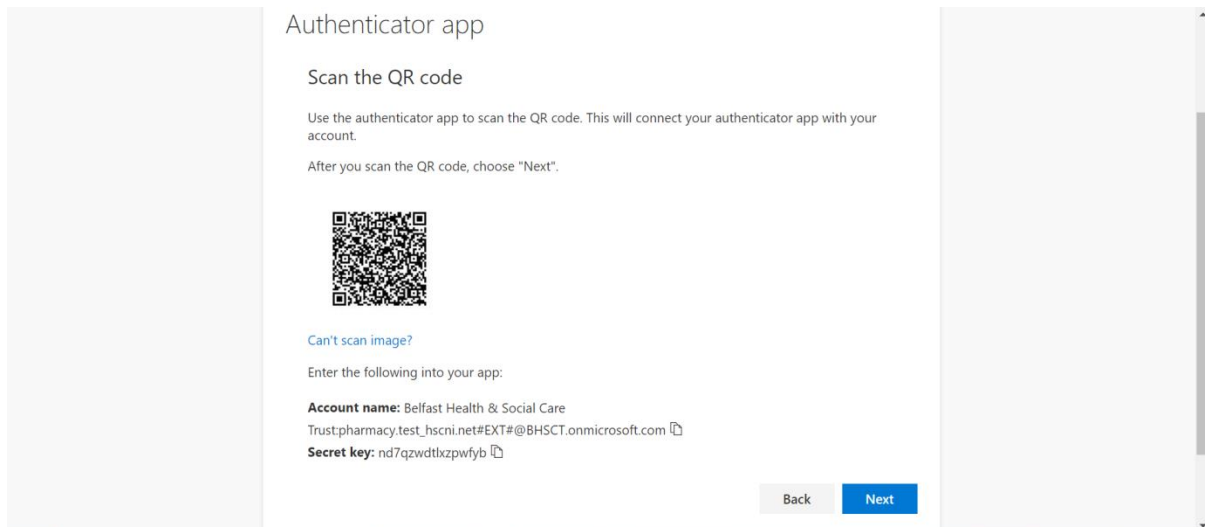 Authenticator app
Scan the QR code
Use the authenticator app to scan the QR code. This will connect your authenticator app with your
account.
After you scan the QR code, choose "Next".
Can't scan image?
Enter the following into your app:
Account name: Belfast Health & Social Care
Trust:pharmacy.test_hscni.net#EXT#@BHSCT.onmicrosoft.com
Secret key: nd7qzwdtlxzpwfyb
Back Next